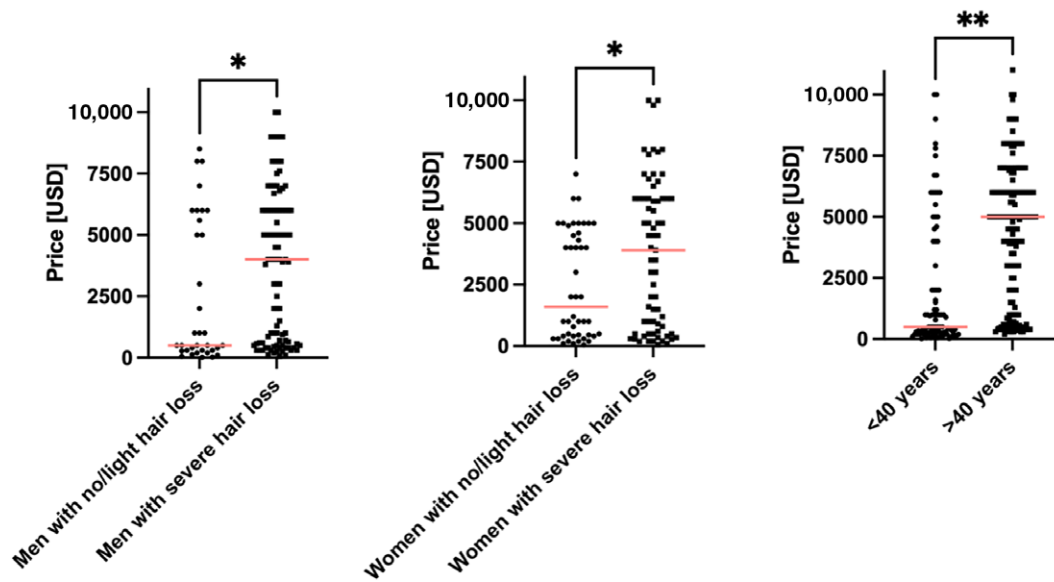 *
10,000
7500
5000
2500
0
Price [USD]
Men with no/light hair loss
Men with severe hair loss
*
10,000
7500
5000
2500
0
Price [USD]
Women with no/light hair loss
Women with severe hair loss
**
10,000
7500
5000
2500
0
Price [USD]
<40 years
>40 years